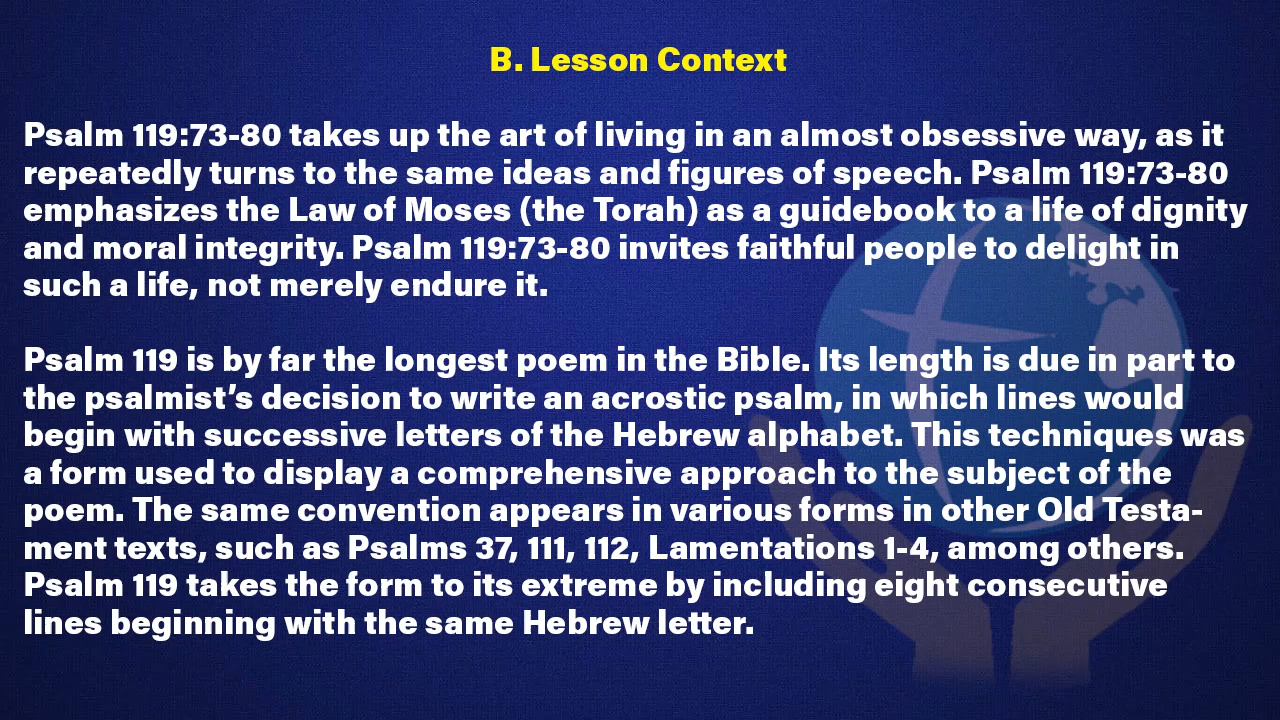 B. Lesson Context
Psalm 119:73-80 takes up the art of living in an almost obsessive way, as it
repeatedly turns to the same ideas and figures of speech. Psalm 119:73-80
emphasizes the Law of Moses (the Torah) as a guidebook to a life of dignity
and moral integrity. Psalm 119:73-80 invites faithful people to delight in
such a life, not merely endure it.
Psalm 119 is by far the longest poem in the Bible. Its length is due in part to
the psalmist’s decision to write an acrostic psalm, in which lines would
begin with successive letters of the Hebrew alphabet. This techniques was
a form used to display a comprehensive approach to the subject of the
poem. The same convention appears in various forms in other Old Testa-
ment texts, such as Psalms 37, 111, 112, Lamentations 1-4, among others.
Psalm 119 takes the form to its extreme by including eight consecutive
lines beginning with the same Hebrew letter.